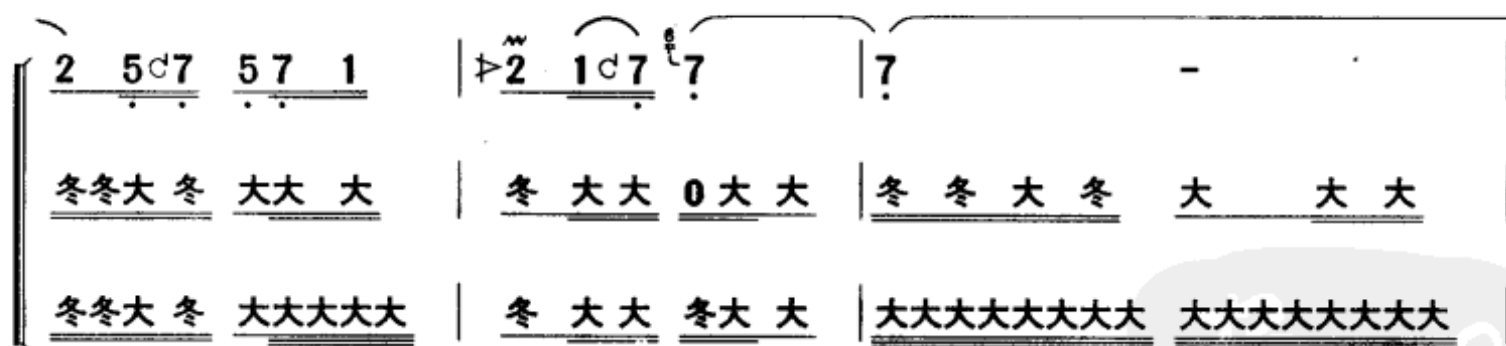 2 5 7 5 7 1 | 2 1 7 7 | 7 -
冬冬大冬 大大 大 | 冬 大大 0大大 | 冬冬大冬 大 大大
冬冬大冬 大大大大大 | 冬 大大 冬大大 | 大大大大大大大大 大大大大大大大大